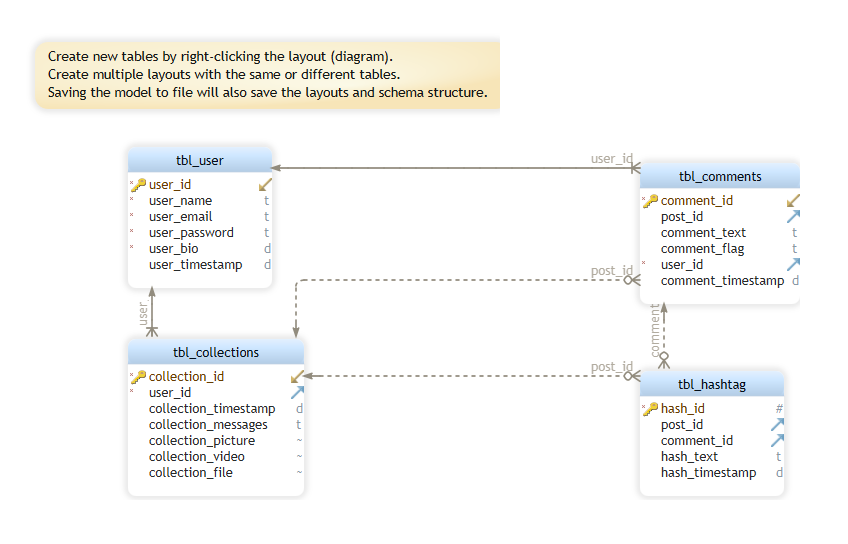 Create new tables by right-clicking the layout (diagram).
Create multiple layouts with the same or different tables.
Saving the model to file will also save the layouts and schema structure.
tbl_user
* user_id
* user_name t
* user_email t
* user_password t
* user_bio d
user_timestamp d
user_id
tbl_comments
* comment_id
post_id
comment_text t
comment_flag t
* user_id
comment_timestamp d
post_id
user
comment
tbl_collections
* collection_id
* user_id
collection_timestamp d
collection_messages t
collection_picture ~
collection_video ~
collection_file ~
post_id
tbl_hashtag
* hash_id #
post_id
comment_id
hash_text t
hash_timestamp d